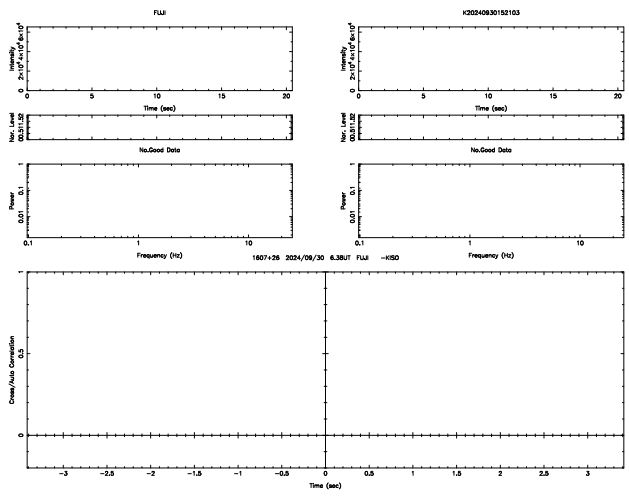 FUJI
K20240930152103
Intensity
0 2×10⁴ 4×10⁴ 6×10⁴
0 2×10⁴ 4×10⁴ 6×10⁴
Intensity
0 5 10 15 20
0 5 10 15 20
Time (sec)
Time (sec)
Nor. Level
00.511.52
Nor. Level
00.511.52
No.Good Data
No.Good Data
Power
0.01 0.1 1
Power
0.01 0.1 1
0.1 1 10
0.1 1 10
Frequency (Hz)
Frequency (Hz)
1607+26 2024/09/30 6.38UT FUJI -KISO
Cross/Auto Correlation
0 0.5 1
-3 -2.5 -2 -1.5 -1 -0.5 0 0.5 1 1.5 2 2.5 3
Time (sec)